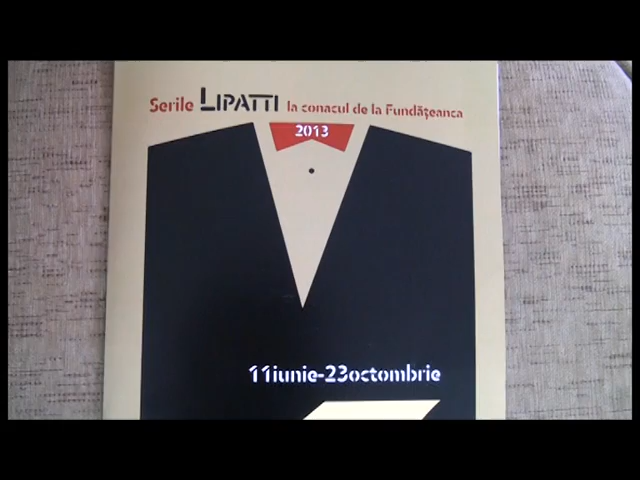 Serile LIPATTI la conacul de la Fundățeanca
2013
11iunie-23octombrie